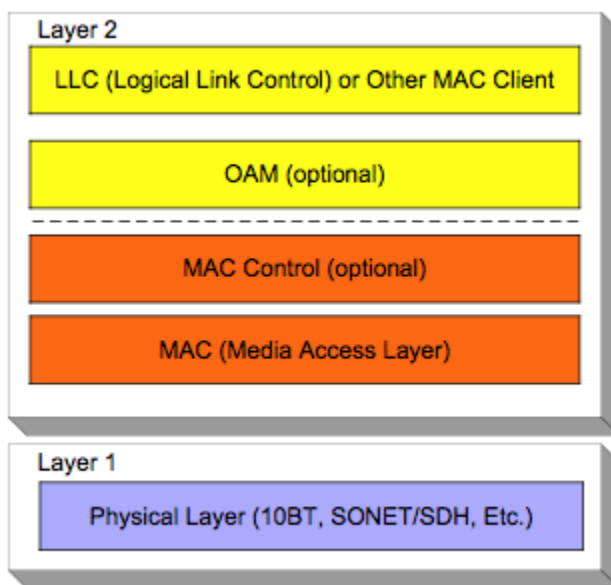 Layer 2
LLC (Logical Link Control) or Other MAC Client
OAM (optional)
MAC Control (optional)
MAC (Media Access Layer)
Layer 1
Physical Layer (10BT, SONET/SDH, Etc.)